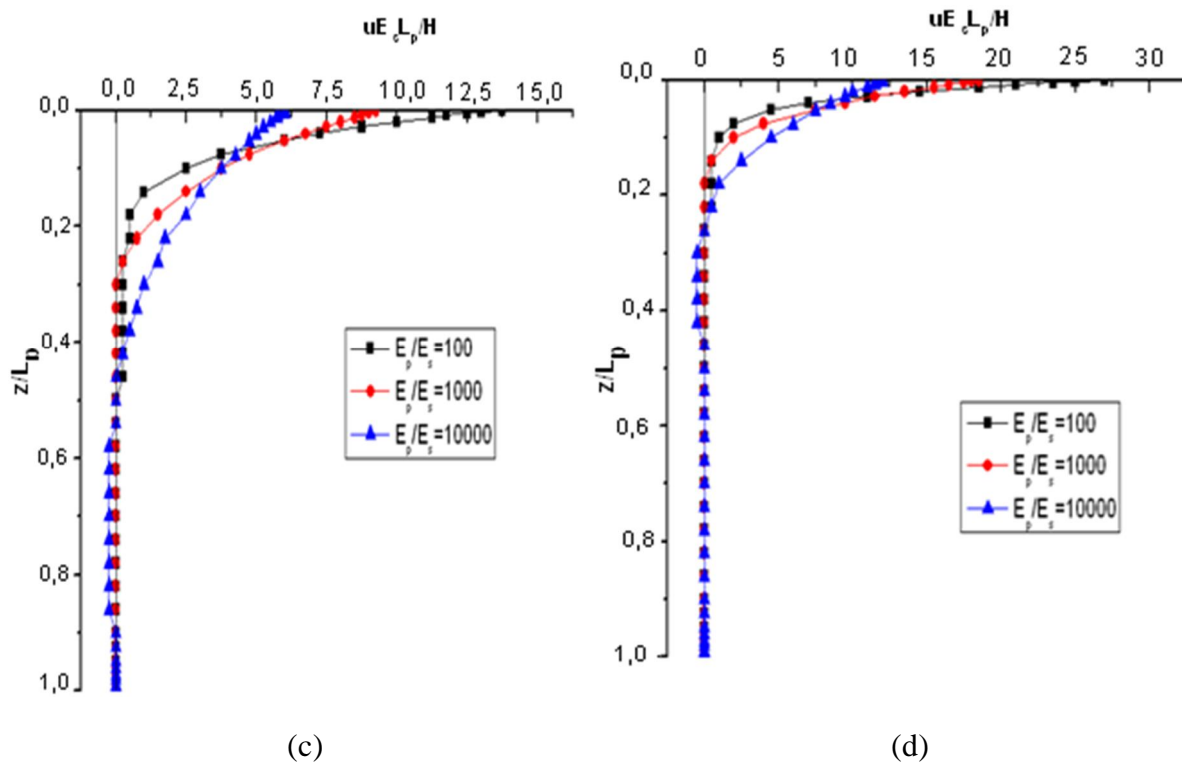 uE_sL_p/H
0,0 2,5 5,0 7,5 10,0 12,5 15,0
0,0
0,2
0,4
0,6
0,8
1,0
z/L_p
E_p/E_s=100
E_p/E_s=1000
E_p/E_s=10000
(c)
uE_sL_p/H
0 5 10 15 20 25 30
0,0
0,2
0,4
0,6
0,8
1,0
z/L_p
E_p/E_s=100
E_p/E_s=1000
E_p/E_s=10000
(d)